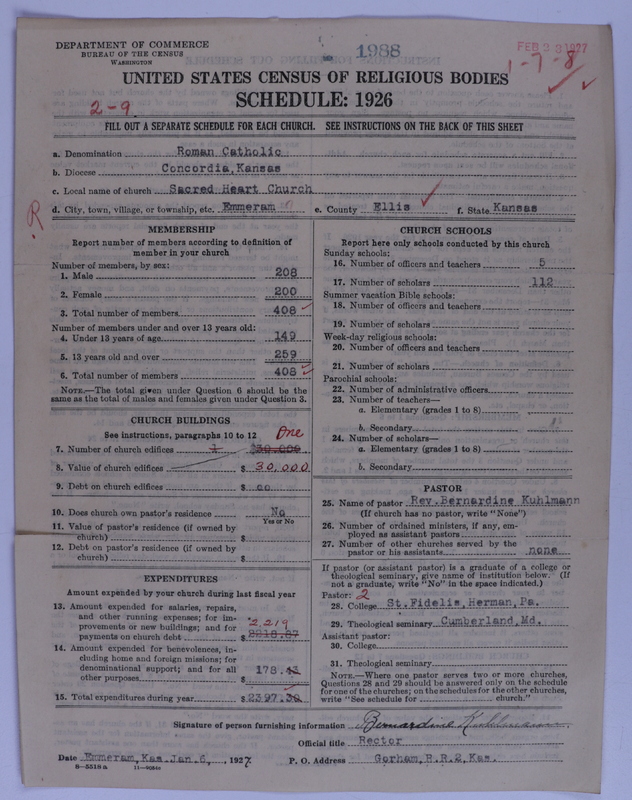 DEPARTMENT OF COMMERCE
BUREAU OF THE CENSUS
WASHINGTON
1988
FEB 28 1927
1-7-8
UNITED STATES CENSUS OF RELIGIOUS BODIES
SCHEDULE: 1926
2-9
FILL OUT A SEPARATE SCHEDULE FOR EACH CHURCH. SEE INSTRUCTIONS ON THE BACK OF THIS SHEET
a. Denomination Roman Catholic
b. Diocese Concordia, Kansas
c. Local name of church Sacred Heart Church
d. City, town, village, or township, etc. Emmeram e. County Ellis f. State Kansas
R
MEMBERSHIP
Report number of members according to definition of
member in your church
Number of members, by sex:
1. Male 208
2. Female 200
3. Total number of members 408
Number of members under and over 13 years old:
4. Under 13 years of age 149
5. 13 years old and over 259
6. Total number of members 408
NOTE.—The total given under Question 6 should be the
same as the total of males and females given under Question 3.
CHURCH BUILDINGS
See instructions, paragraphs 10 to 12 One
7. Number of church edifices 1 30.000
8. Value of church edifices $ 30,000
9. Debt on church edifices $ oo
10. Does church own pastor's residence No
Yes or No
11. Value of pastor's residence (if owned by
church) $
12. Debt on pastor's residence (if owned by
church) $
EXPENDITURES
Amount expended by your church during last fiscal year
13. Amount expended for salaries, repairs,
and other running expenses; for im-
provements or new buildings; and for
payments on church debt $ 2,219 2218.87
14. Amount expended for benevolences, in-
cluding home and foreign missions; for
denominational support; and for all
other purposes $ 178.43
15. Total expenditures during year $ 2397.30
CHURCH SCHOOLS
Report here only schools conducted by this church
Sunday schools:
16. Number of officers and teachers 5
17. Number of scholars 112
Summer vacation Bible schools:
18. Number of officers and teachers
19. Number of scholars
Week-day religious schools:
20. Number of officers and teachers
21. Number of scholars
Parochial schools:
22. Number of administrative officers
23. Number of teachers—
a. Elementary (grades 1 to 8)
b. Secondary
24. Number of scholars—
a. Elementary (grades 1 to 8)
b. Secondary
PASTOR
25. Name of pastor Rev. Bernardine Kuhlmann
(If church has no pastor, write "None")
26. Number of ordained ministers, if any, em-
ployed as assistant pastors
27. Number of other churches served by the
pastor or his assistants none
If pastor (or assistant pastor) is a graduate of a college or
theological seminary, give name of institution below. (If
not a graduate, write "No" in the space indicated.)
Pastor: 2
28. College St. Fidelis, Herman, Pa.
29. Theological seminary Cumberland, Md.
Assistant pastor:
30. College
31. Theological seminary
NOTE.—Where one pastor serves two or more churches,
Questions 28 and 29 should be answered only on the schedule
for one of the churches; on the schedules for the other churches,
write "See schedule for church."
Signature of person furnishing information Bernardine Kuhlmann
Official title Rector
Date Emmeram, Kas. Jan. 6, 1927 P. O. Address Gorham, R.R. 2, Kas.
8—5518 a